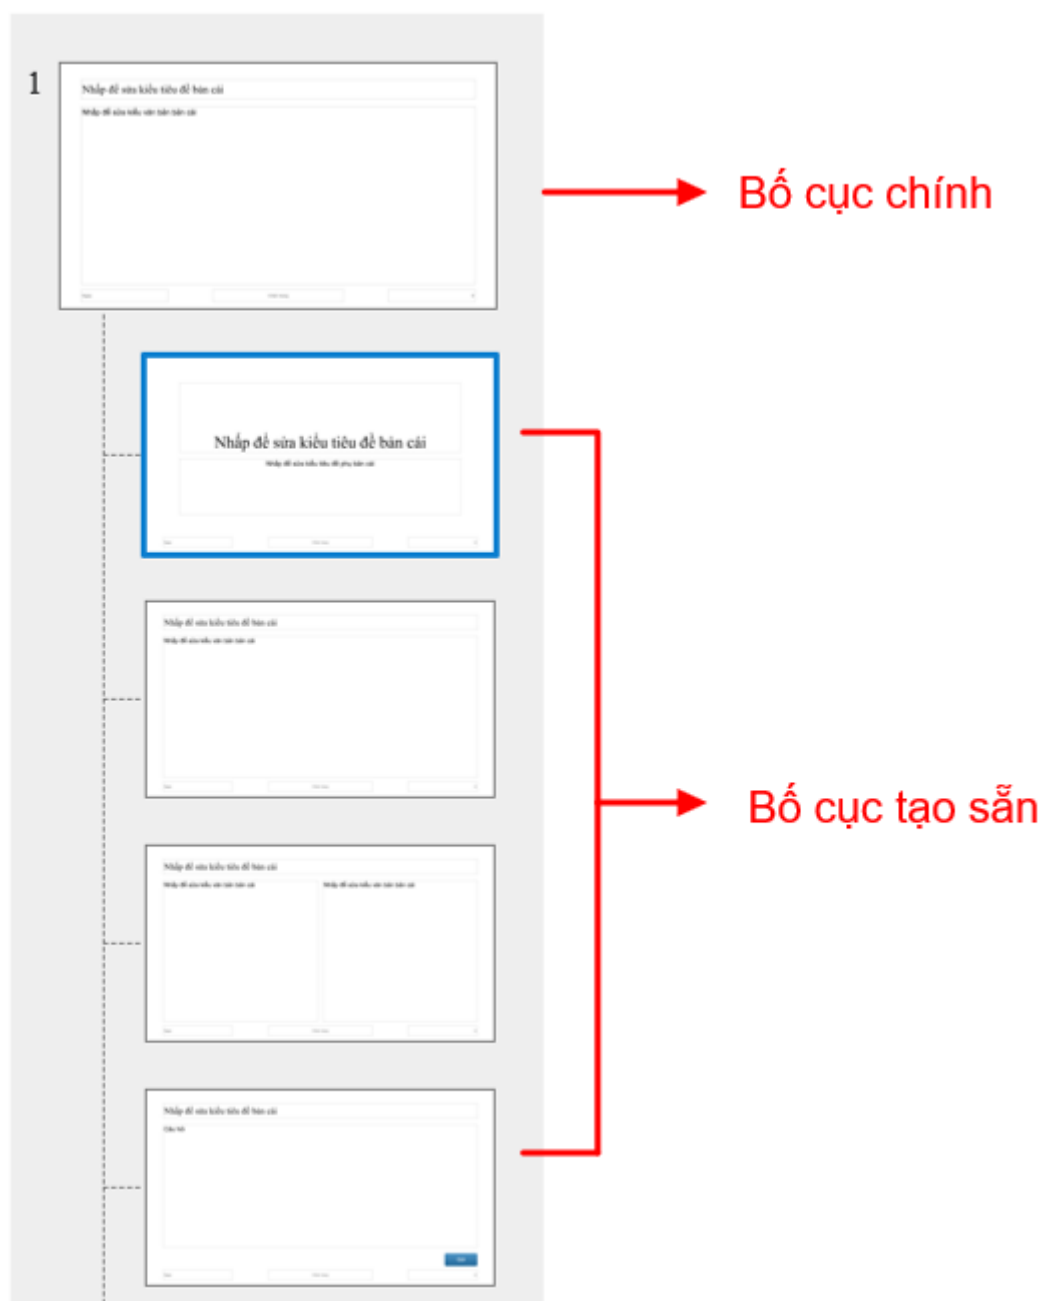 1
Nhấp để sửa kiểu tiêu đề bản cái
Nhấp để sửa kiểu văn bản bản cái
Bố cục chính
Nhấp để sửa kiểu tiêu đề bản cái
Nhấp để sửa kiểu tiêu đề phụ bản cái
Nhấp để sửa kiểu tiêu đề bản cái
Nhấp để sửa kiểu văn bản bản cái
Bố cục tạo sẵn
Nhấp để sửa kiểu tiêu đề bản cái
Nhấp để sửa kiểu văn bản bản cái
Nhấp để sửa kiểu văn bản bản cái
Nhấp để sửa kiểu tiêu đề bản cái
Câu hỏi